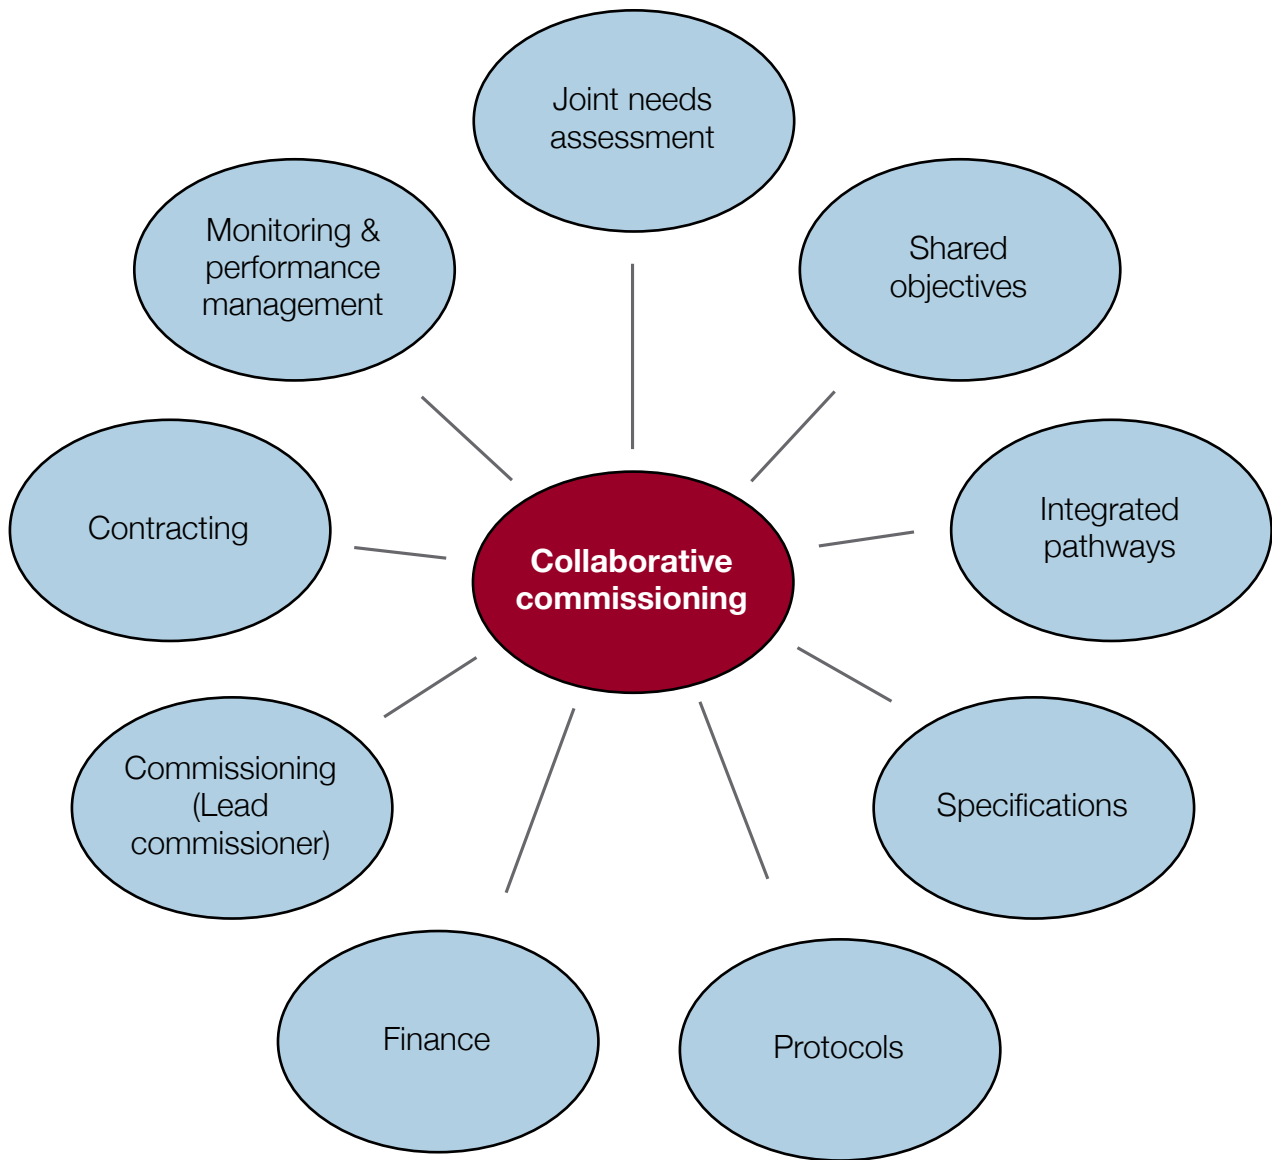 Joint needs
assessment
Shared
objectives
Integrated
pathways
Specifications
Protocols
Finance
Commissioning
(Lead
commissioner)
Contracting
Monitoring &
performance
management
Collaborative
commissioning